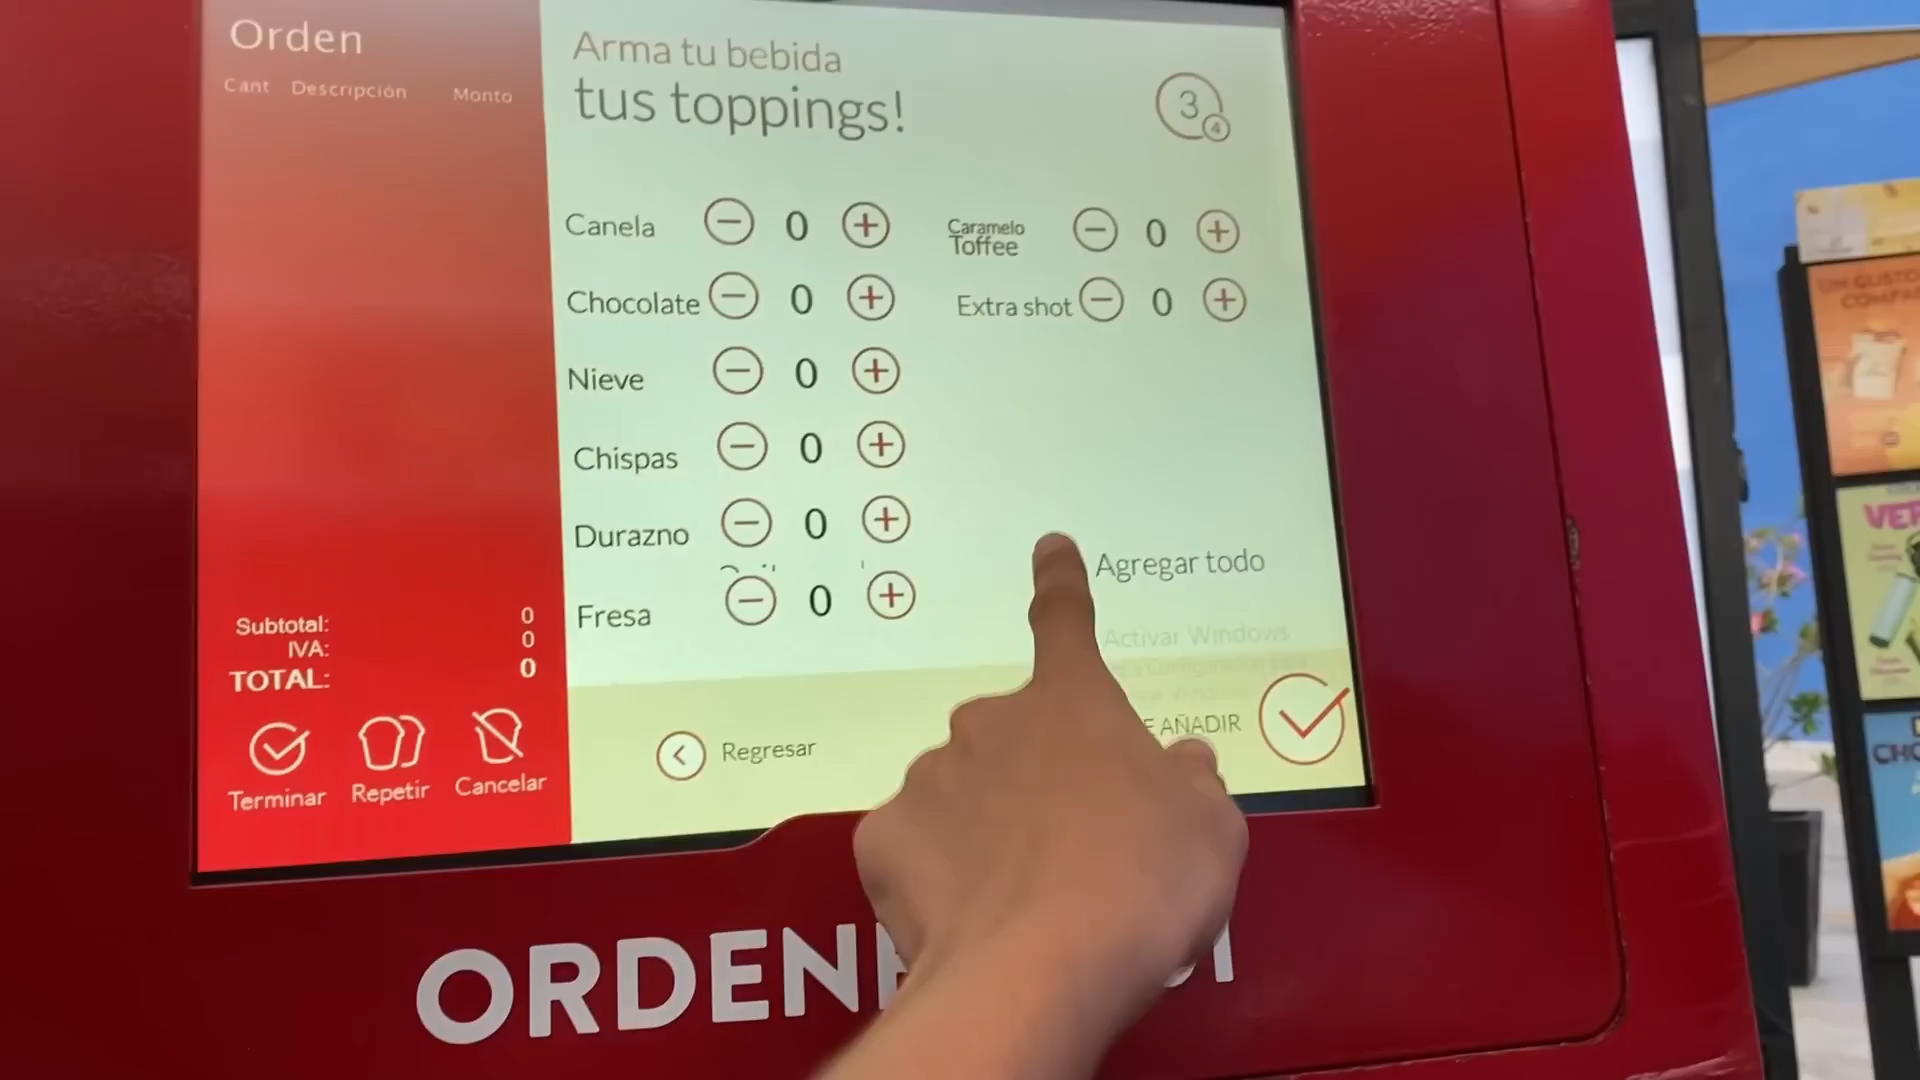 Orden
Cant Descripción Monto
Subtotal: 0
IVA: 0
TOTAL: 0
Terminar Repetir Cancelar
Arma tu bebida
tus toppings!
3
4
Canela 0
Chocolate 0
Nieve 0
Chispas 0
Durazno 0
Fresa 0
Caramelo
Toffee 0
Extra shot 0
Agregar todo
Activar Windows
Regresar
AÑADIR
UN GUSTO